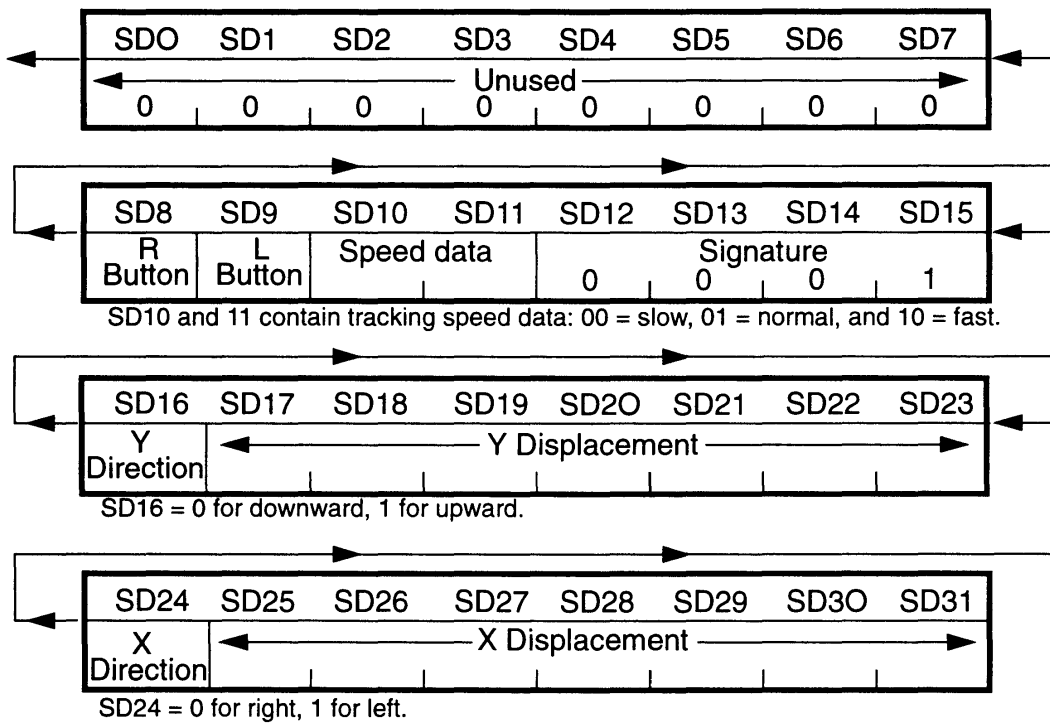 SDO SD1 SD2 SD3 SD4 SD5 SD6 SD7
Unused
0 0 0 0 0 0 0 0
SD8 SD9 SD10 SD11 SD12 SD13 SD14 SD15
R Button L Button Speed data Signature
0 0 0 1
SD10 and 11 contain tracking speed data: 00 = slow, 01 = normal, and 10 = fast.
SD16 SD17 SD18 SD19 SD2O SD21 SD22 SD23
Y Direction Y Displacement
SD16 = 0 for downward, 1 for upward.
SD24 SD25 SD26 SD27 SD28 SD29 SD3O SD31
X Direction X Displacement
SD24 = 0 for right, 1 for left.